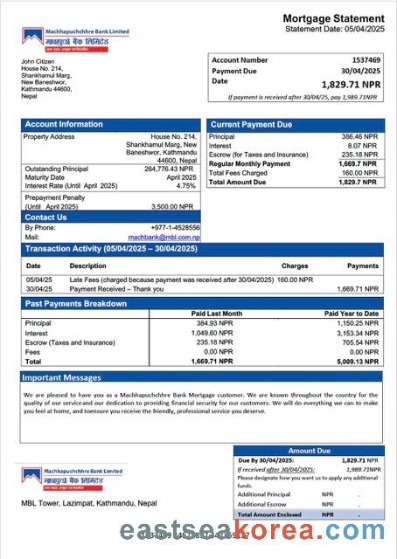 Machhapuchchhre Bank Limited
माछापुच्छ्रे बैंक लिमिटेड
Mortgage Statement
Statement Date: 05/04/2025
John Citizen
House No. 214,
Shankhamul Marg,
New Baneshwor,
Kathmandu 44600,
Nepal
Account Number 1537469
Payment Due 30/04/2025
Date 1,829.71 NPR
If payment is received after 30/04/25, pay 1,989.71NPR
Account Information
Property Address House No. 214,
Shankhamul Marg, New
Baneshwor, Kathmandu
44600, Nepal
Outstanding Principal 264,776.43 NPR
Maturity Date April 2025
Interest Rate (Until April 2025) 4.75%
Prepayment Penalty
(Until April 2025) 3,500.00 NPR
Contact Us
By Phone: +977-1-4528556
Mail: machbank@mbl.com.np
Current Payment Due
Principal 386.46 NPR
Interest 8.07 NPR
Escrow (for Taxes and Insurance) 235.18 NPR
Regular Monthly Payment 1,669.7 NPR
Total Fees Charged 160.00 NPR
Total Amount Due 1,829.7 NPR
Transaction Activity (05/04/2025 – 30/04/2025)
Date Description Charges Payments
05/04/25 Late Fees (charged because payment was received after 30/04/2025) 160.00 NPR
30/04/25 Payment Received – Thank you 1,669.71 NPR
Past Payments Breakdown
Paid Last Month Paid Year to Date
Principal 384.93 NPR 1,150.25 NPR
Interest 1,049.60 NPR 3,153.34 NPR
Escrow (Taxes and Insurance) 235.18 NPR 705.54 NPR
Fees 0.00 NPR 0.00 NPR
Total 1,669.71 NPR 5,009.13 NPR
Important Messages
We are pleased to have you as a Machhapuchhre Bank Mortgage customer. We are known throughout the country for the
quality of our service and our dedication to providing financial security for our customers. We will do everything we can to make
you feel at home, and to ensure you receive the friendly, professional service you deserve.
Machhapuchchhre Bank Limited
माछापुच्छ्रे बैंक लिमिटेड
MBL Tower, Lazimpat, Kathmandu, Nepal
Amount Due
Due By 30/04/2025: 1,829.71 NPR
If received after 30/04/2025: 1,989.71NPR
Please designate how you want us to apply any additional
funds.
Additional Principal NPR -
Additional Escrow NPR -
Total Amount Enclosed NPR -
eastseakorea.com